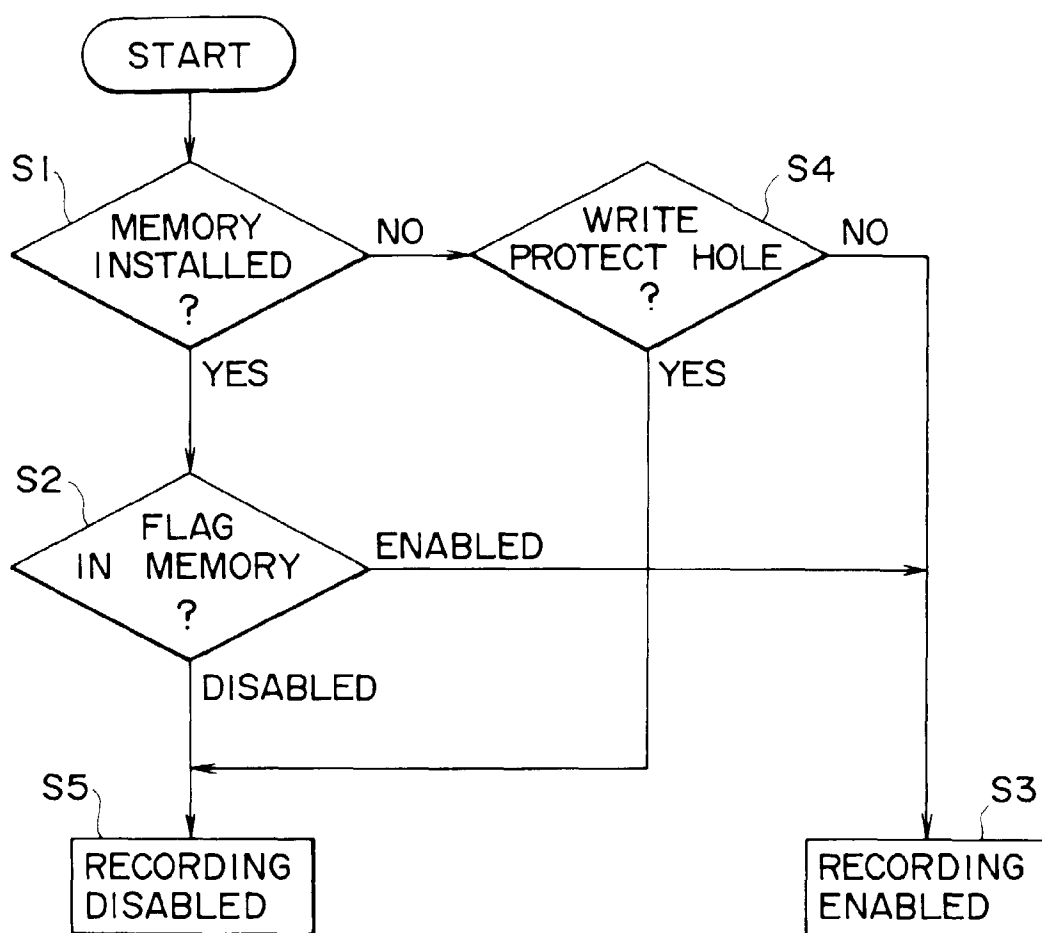 START
S1
MEMORY
INSTALLED
?
NO
YES
S4
WRITE
PROTECT HOLE
?
NO
YES
S2
FLAG
IN MEMORY
?
ENABLED
DISABLED
S5
RECORDING
DISABLED
S3
RECORDING
ENABLED